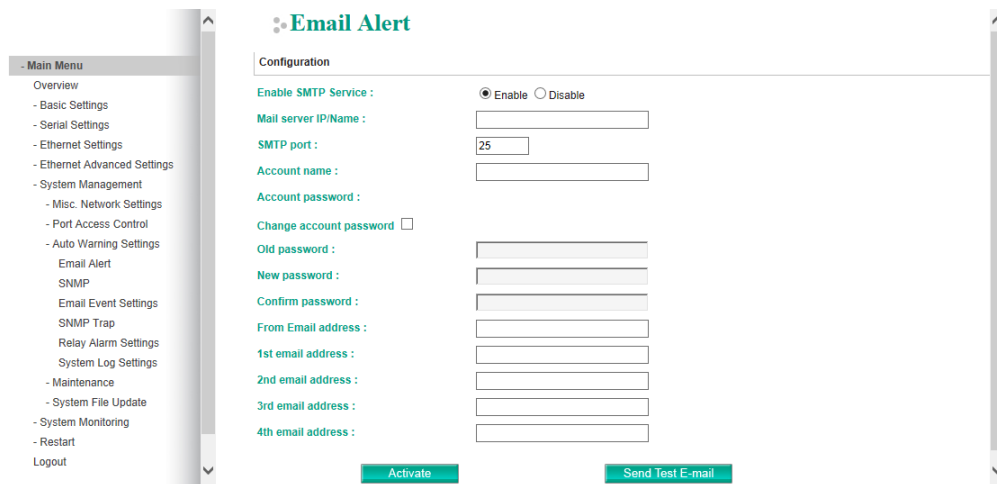 - Main Menu
Overview
- Basic Settings
- Serial Settings
- Ethernet Settings
- Ethernet Advanced Settings
- System Management
- Misc. Network Settings
- Port Access Control
- Auto Warning Settings
Email Alert
SNMP
Email Event Settings
SNMP Trap
Relay Alarm Settings
System Log Settings
- Maintenance
- System File Update
- System Monitoring
- Restart
Logout
Email Alert
Configuration
Enable SMTP Service : Enable Disable
Mail server IP/Name :
SMTP port : 25
Account name :
Account password :
Change account password
Old password :
New password :
Confirm password :
From Email address :
1st email address :
2nd email address :
3rd email address :
4th email address :
Activate Send Test E-mail